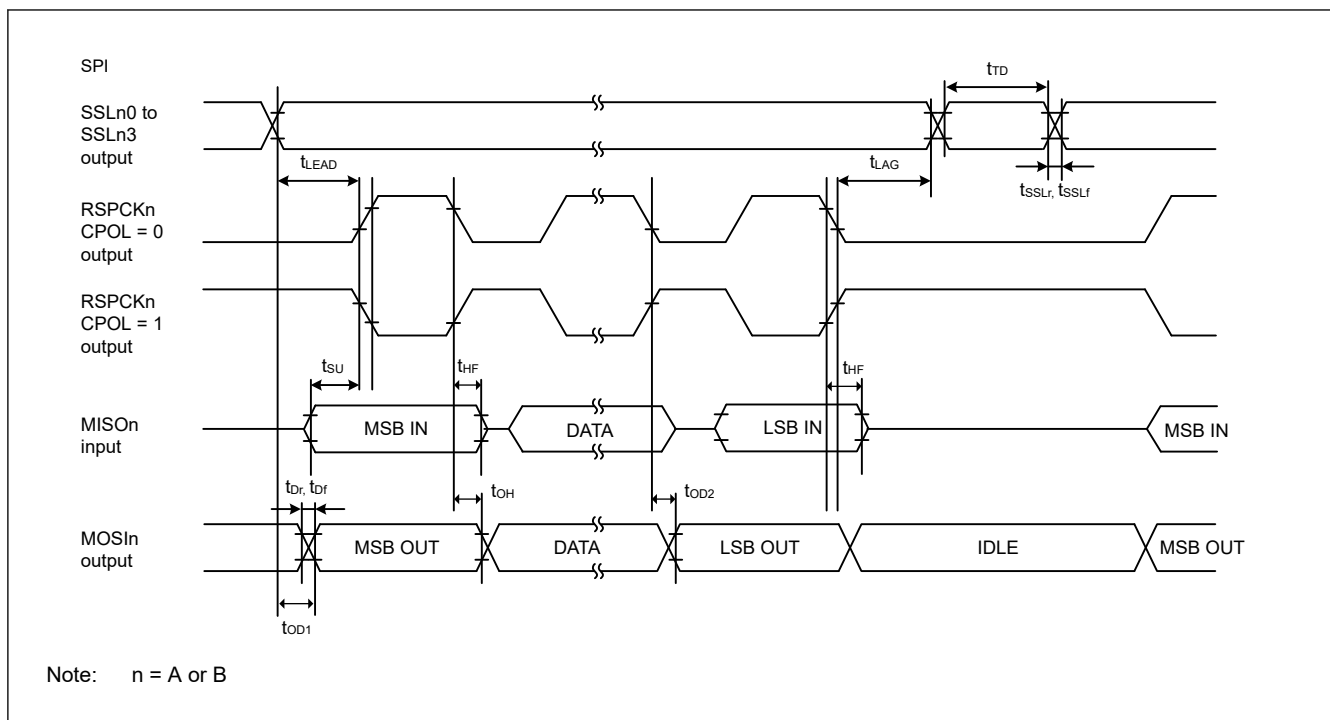 SPI
tTD
SSLn0 to
SSLn3
output
tLEAD
tLAG
tSSLr, tSSLf
RSPCKn
CPOL = 0
output
RSPCKn
CPOL = 1
output
tSU
tHF
tHF
MISOn
input
MSB IN
DATA
LSB IN
MSB IN
tDr, tDf
tOH
tOD2
MOSIn
output
MSB OUT
DATA
LSB OUT
IDLE
MSB OUT
tOD1
Note: n = A or B